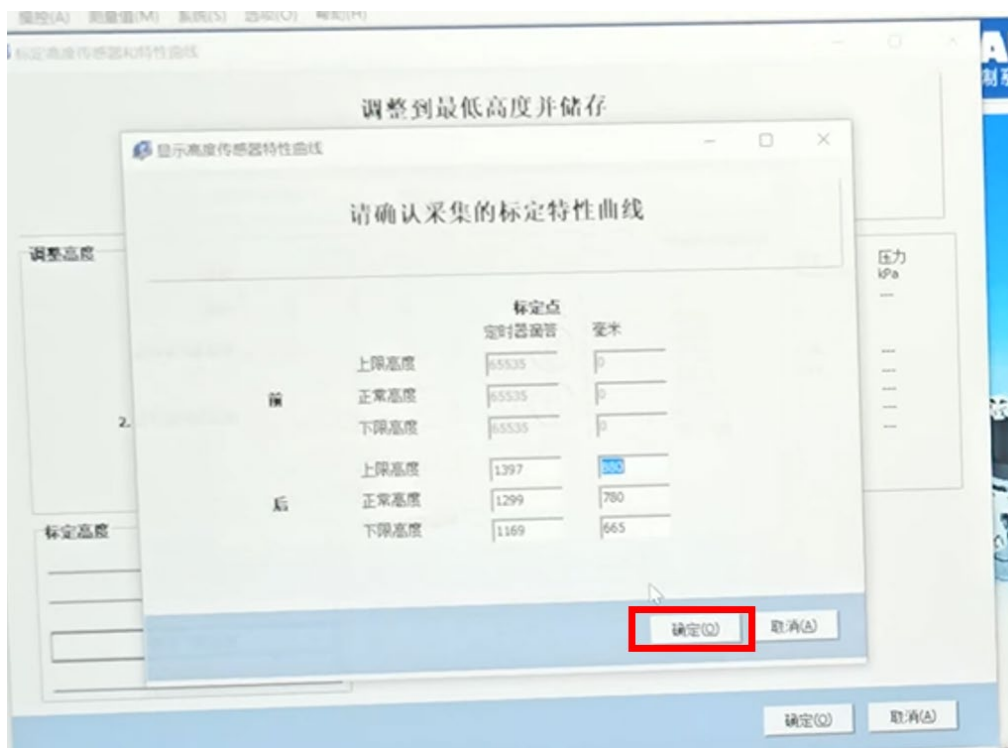 操控(A) 测量值(M) 系统(S) 选项(O) 帮助(H)
标定高度传感器和特性曲线
调整到最低高度并储存
显示高度传感器特性曲线
请确认采集的标定特性曲线
调整高度
压力
kPa
标定点
定时器滴答 毫米
上限高度 65535 0
前 正常高度 65535 0
下限高度 65535 0
2.
上限高度 1397 880
后 正常高度 1299 780
下限高度 1169 665
标定高度
确定(O) 取消(A)
确定(O) 取消(A)